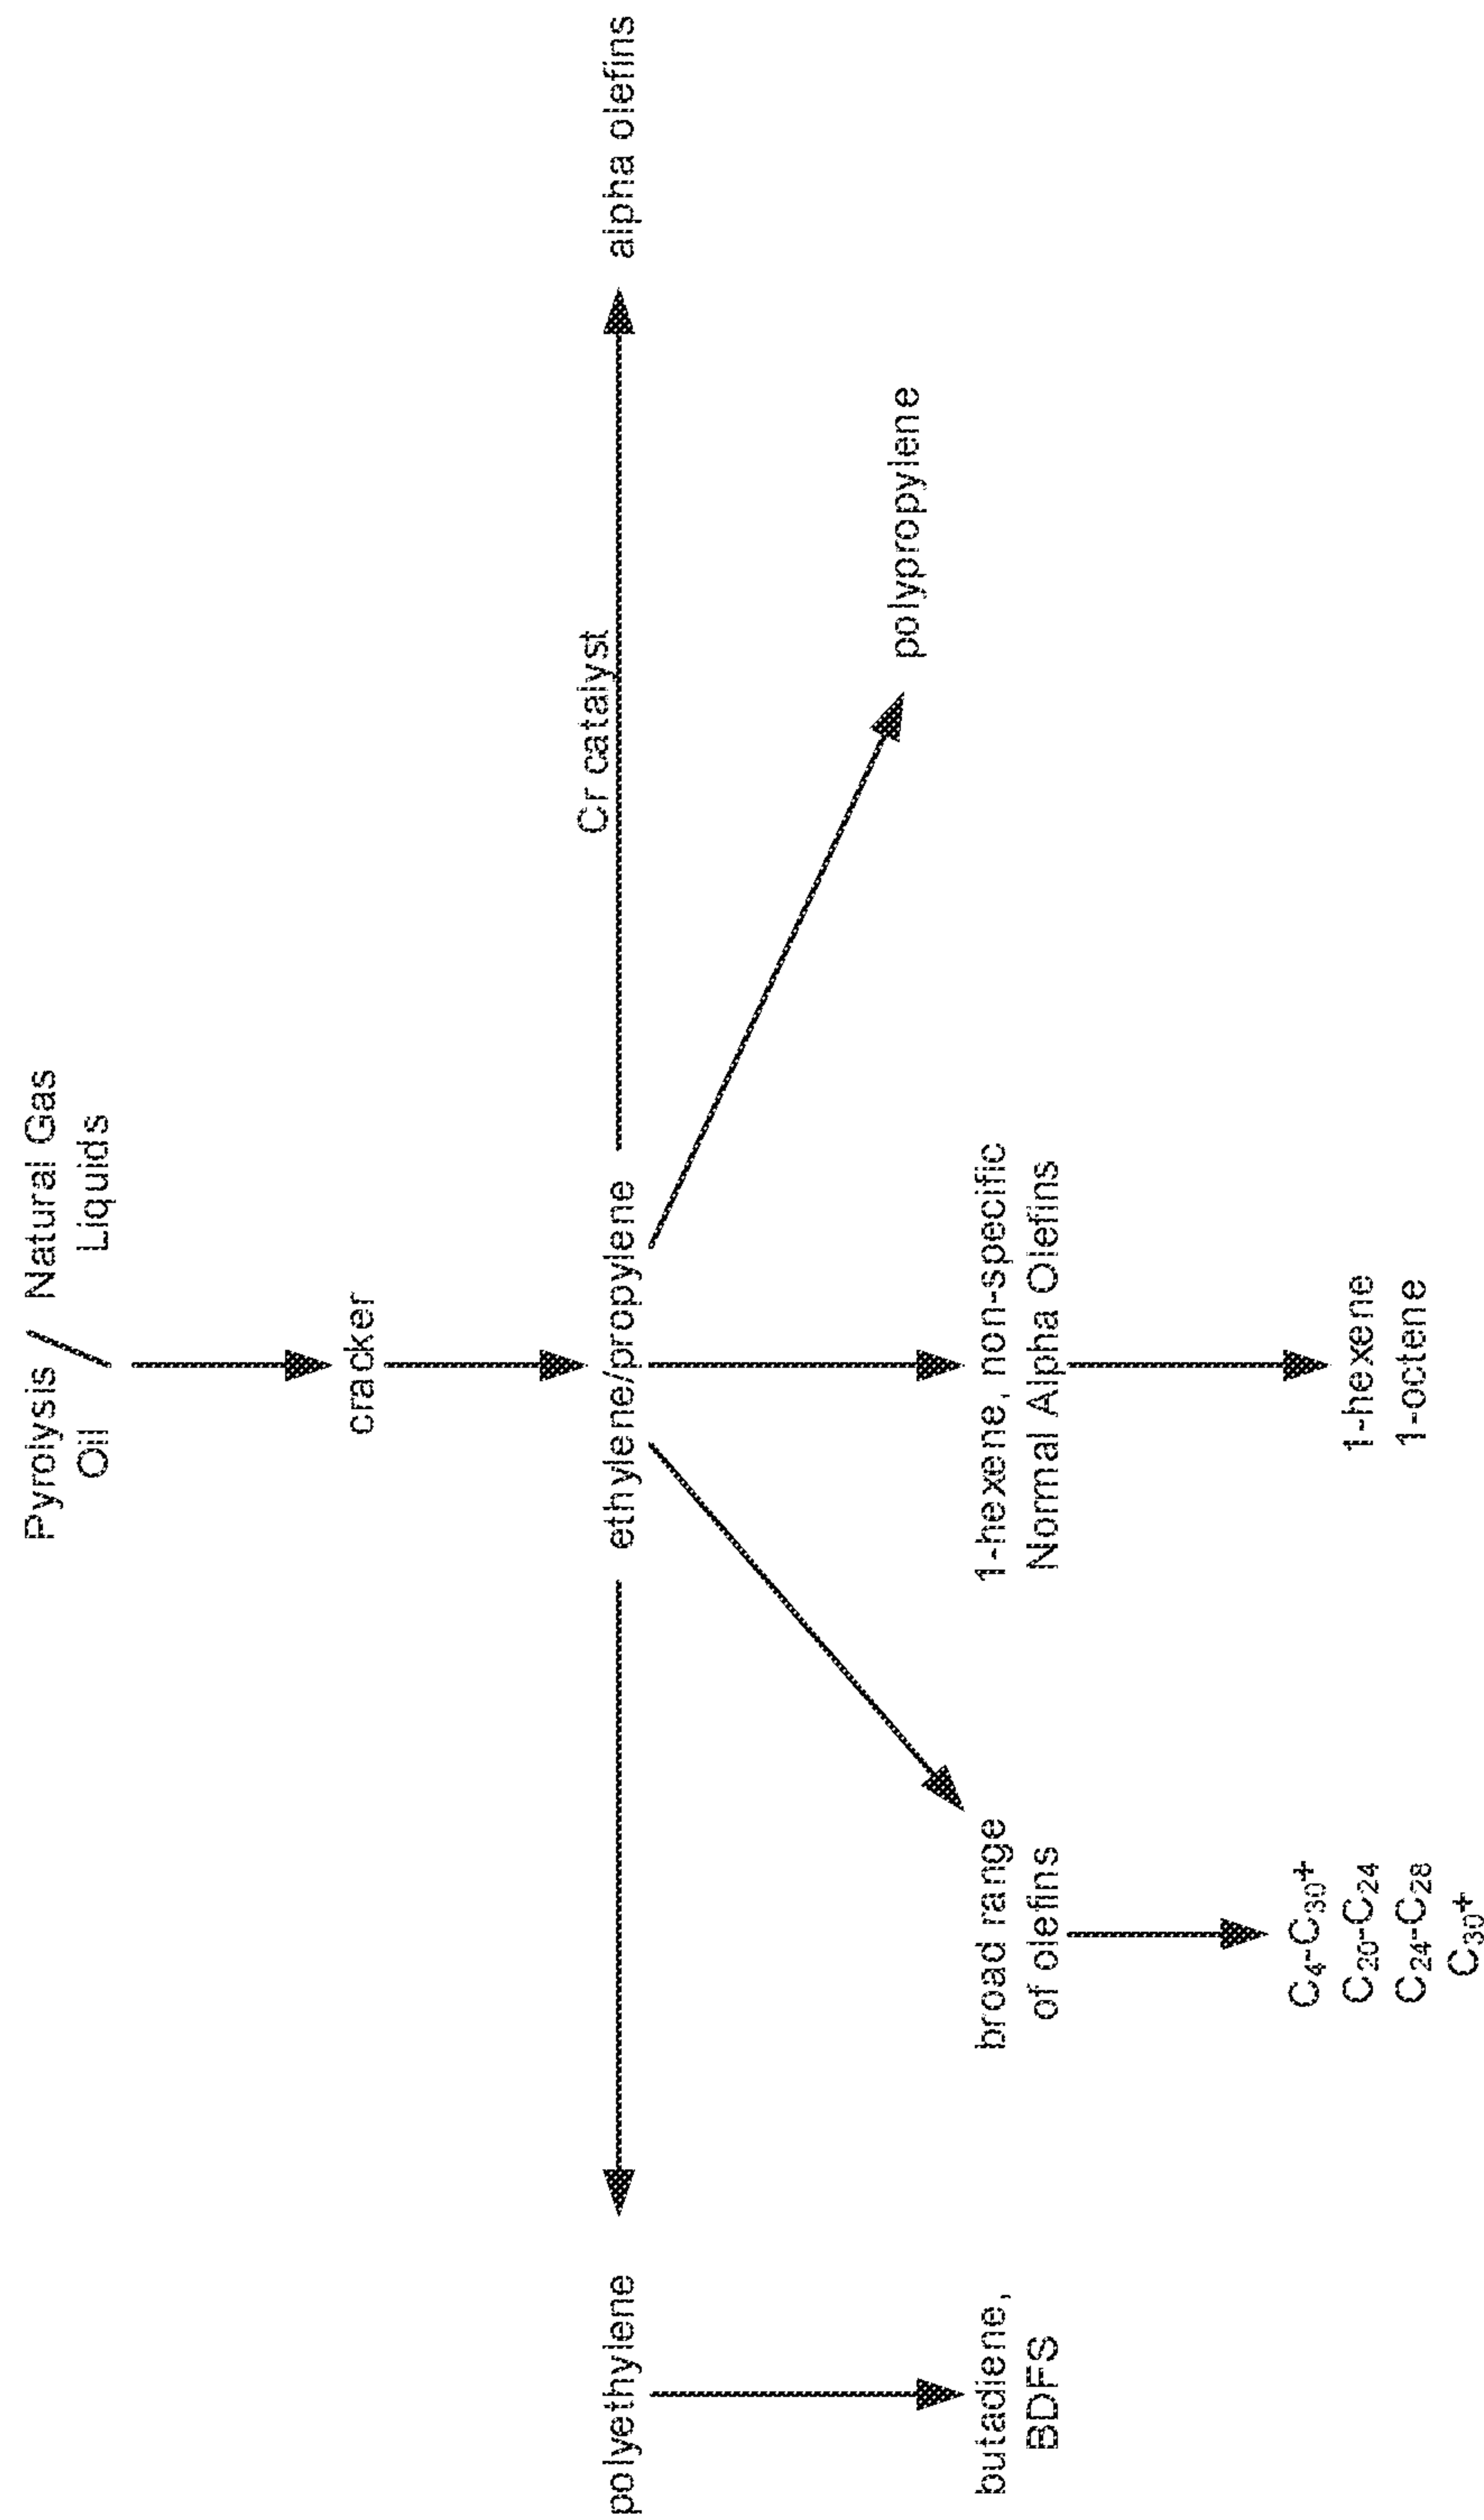 Pyrolysis / Natural Gas
Oil Liquids
cracker
polyethylene
ethylene/propylene
Cr catalyst
alpha olefins
butadiene,
BDFS
broad range
of olefins
1-hexene, non-specific
Normal Alpha Olefins
polypropylene
C₄-C₃₀+
C₂₀-C₂₄
C₂₄-C₂₈
C₃₀+
1-hexene
1-octene